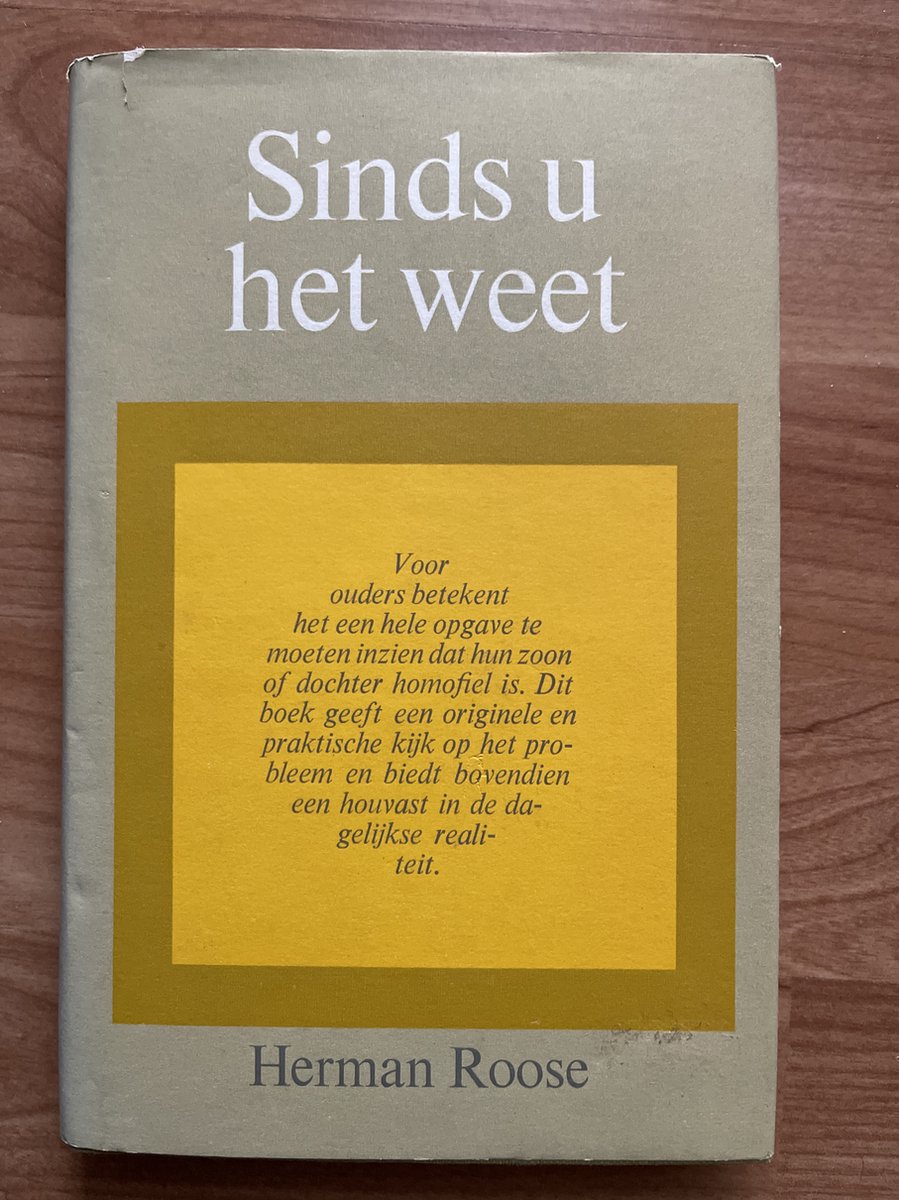 Sinds u
het weet
Voor
ouders betekent
het een hele opgave te
moeten inzien dat hun zoon
of dochter homofiel is. Dit
boek geeft een originele en
praktische kijk op het pro-
bleem en biedt bovendien
een houvast in de da-
gelijkse reali-
teit.
Herman Roose